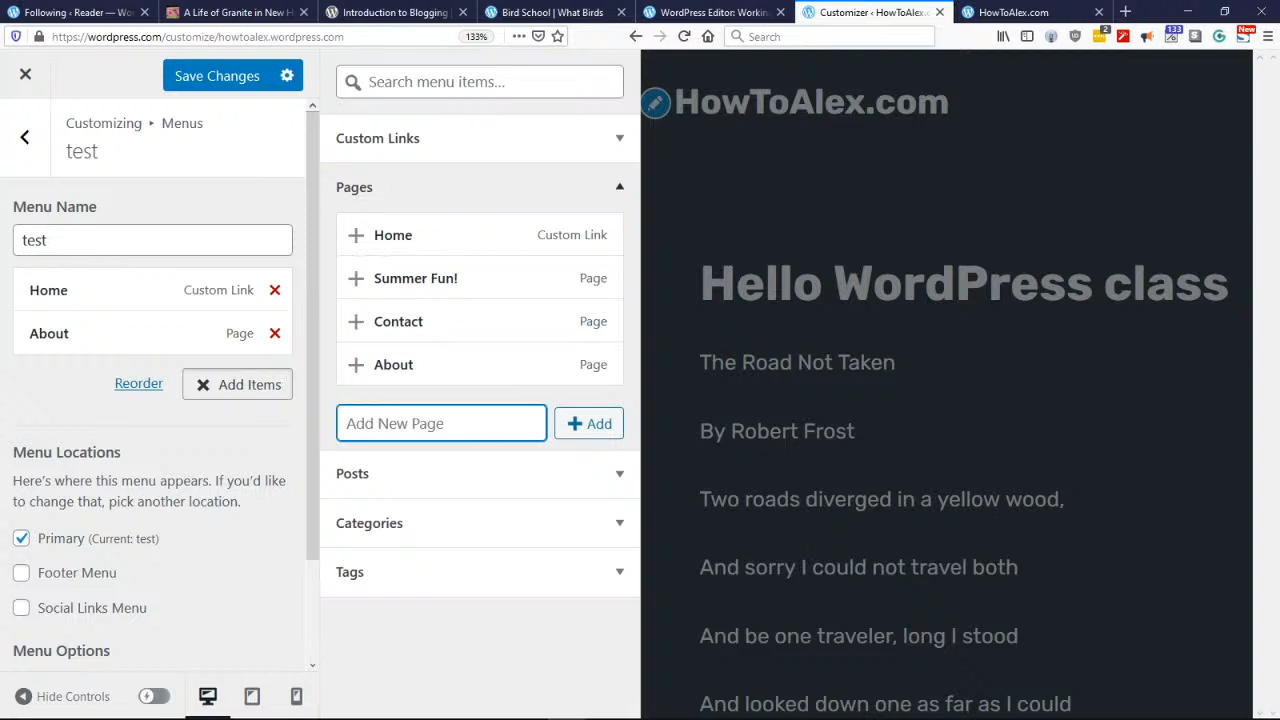 Following ‹ Reader — Wo
A Life of Granite in New H
Introduction to Blogging
Bird School | What Birds
WordPress Editor: Workin
Customizer ‹ HowToAlex.c
HowToAlex.com
https://wordpress.com/customize/howtoalex.wordpress.com
133%
Search
2
133
New
Save Changes
Customizing ▸ Menus
test
Menu Name
test
Home Custom Link
About Page
Reorder
Add Items
Menu Locations
Here's where this menu appears. If you'd like
to change that, pick another location.
Primary (Current: test)
Footer Menu
Social Links Menu
Menu Options
Hide Controls
Search menu items...
Custom Links
Pages
Home Custom Link
Summer Fun! Page
Contact Page
About Page
Add New Page
Add
Posts
Categories
Tags
HowToAlex.com
Hello WordPress class
The Road Not Taken
By Robert Frost
Two roads diverged in a yellow wood,
And sorry I could not travel both
And be one traveler, long I stood
And looked down one as far as I could